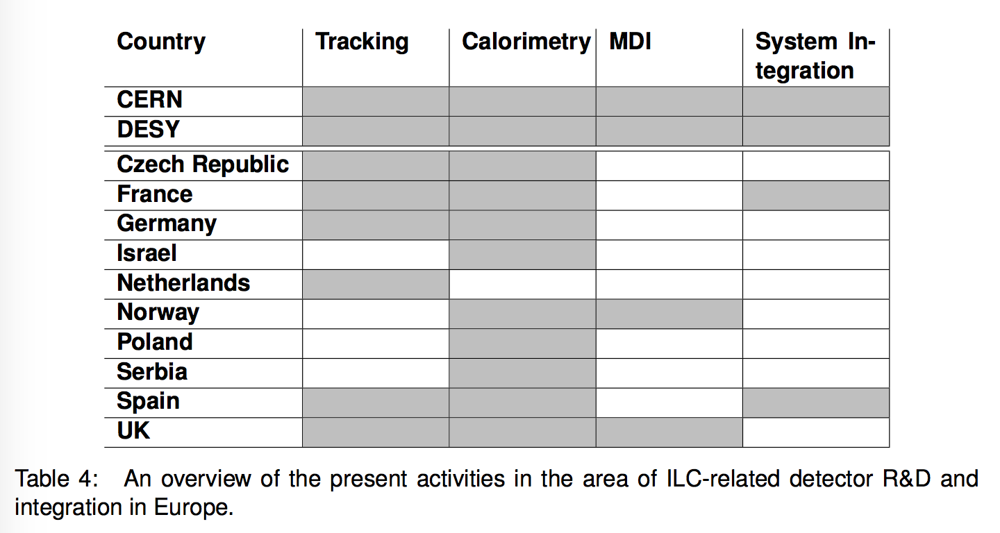 Country Tracking Calorimetry MDI System In-
tegration
CERN
DESY
Czech Republic
France
Germany
Israel
Netherlands
Norway
Poland
Serbia
Spain
UK
Table 4: An overview of the present activities in the area of ILC-related detector R&D and
integration in Europe.